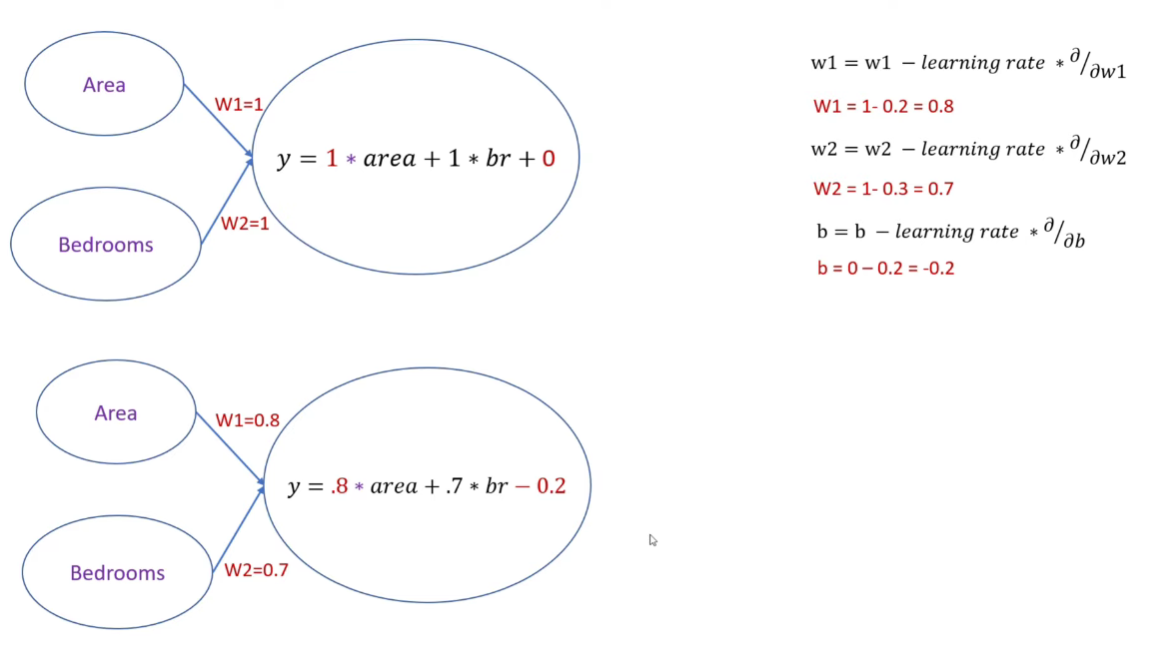 Area
W1=1
y = 1 * area + 1 * br + 0
W2=1
Bedrooms
w1 = w1 − learning rate * ∂/∂w1
W1 = 1- 0.2 = 0.8
w2 = w2 − learning rate * ∂/∂w2
W2 = 1- 0.3 = 0.7
b = b − learning rate * ∂/∂b
b = 0 – 0.2 = -0.2
Area
W1=0.8
y = .8 * area + .7 * br − 0.2
Bedrooms
W2=0.7